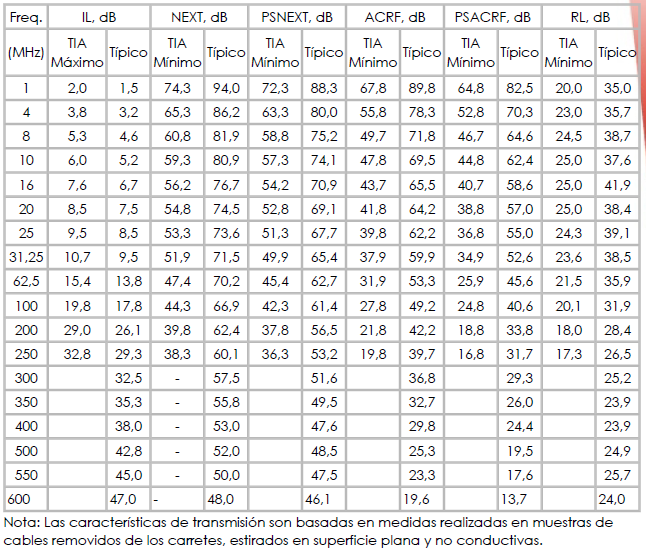 Freq. IL, dB NEXT, dB PSNEXT, dB ACRF, dB PSACRF, dB RL, dB
(MHz) TIA Máximo Típico TIA Mínimo Típico TIA Mínimo Típico TIA Mínimo Típico TIA Mínimo Típico TIA Mínimo Típico
1 2,0 1,5 74,3 94,0 72,3 88,3 67,8 89,8 64,8 82,5 20,0 35,0
4 3,8 3,2 65,3 86,2 63,3 80,0 55,8 78,3 52,8 70,3 23,0 35,7
8 5,3 4,6 60,8 81,9 58,8 75,2 49,7 71,8 46,7 64,6 24,5 38,7
10 6,0 5,2 59,3 80,9 57,3 74,1 47,8 69,5 44,8 62,4 25,0 37,6
16 7,6 6,7 56,2 76,7 54,2 70,9 43,7 65,5 40,7 58,6 25,0 41,9
20 8,5 7,5 54,8 74,5 52,8 69,1 41,8 64,2 38,8 57,0 25,0 38,4
25 9,5 8,5 53,3 73,6 51,3 67,7 39,8 62,2 36,8 55,0 24,3 39,1
31,25 10,7 9,5 51,9 71,5 49,9 65,4 37,9 59,9 34,9 52,6 23,6 38,5
62,5 15,4 13,8 47,4 70,2 45,4 62,7 31,9 53,3 25,9 45,6 21,5 35,9
100 19,8 17,8 44,3 66,9 42,3 61,4 27,8 49,2 24,8 40,6 20,1 31,9
200 29,0 26,1 39,8 62,4 37,8 56,5 21,8 42,2 18,8 33,8 18,0 28,4
250 32,8 29,3 38,3 60,1 36,3 53,2 19,8 39,7 16,8 31,7 17,3 26,5
300 32,5 - 57,5 51,6 36,8 29,3 25,2
350 35,3 - 55,8 49,5 32,7 26,0 23,9
400 38,0 - 53,0 47,6 29,8 24,4 23,9
500 42,8 - 52,0 48,5 25,3 19,5 24,9
550 45,0 - 50,0 47,5 23,3 17,6 25,7
600 47,0 - 48,0 46,1 19,6 13,7 24,0
Nota: Las características de transmisión son basadas en medidas realizadas en muestras de
cables removidos de los carretes, estirados en superficie plana y no conductivas.